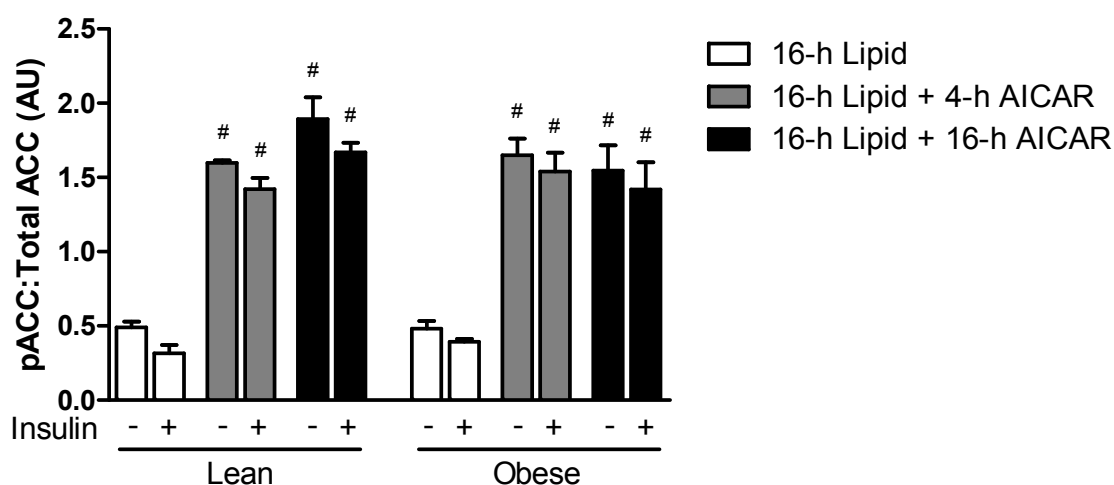 2.5
2.0
1.5
1.0
0.5
0.0
pACC:Total ACC (AU)
# # # # # # # #
16-h Lipid
16-h Lipid + 4-h AICAR
16-h Lipid + 16-h AICAR
Insulin - + - + - + - + - + - +
Lean Obese